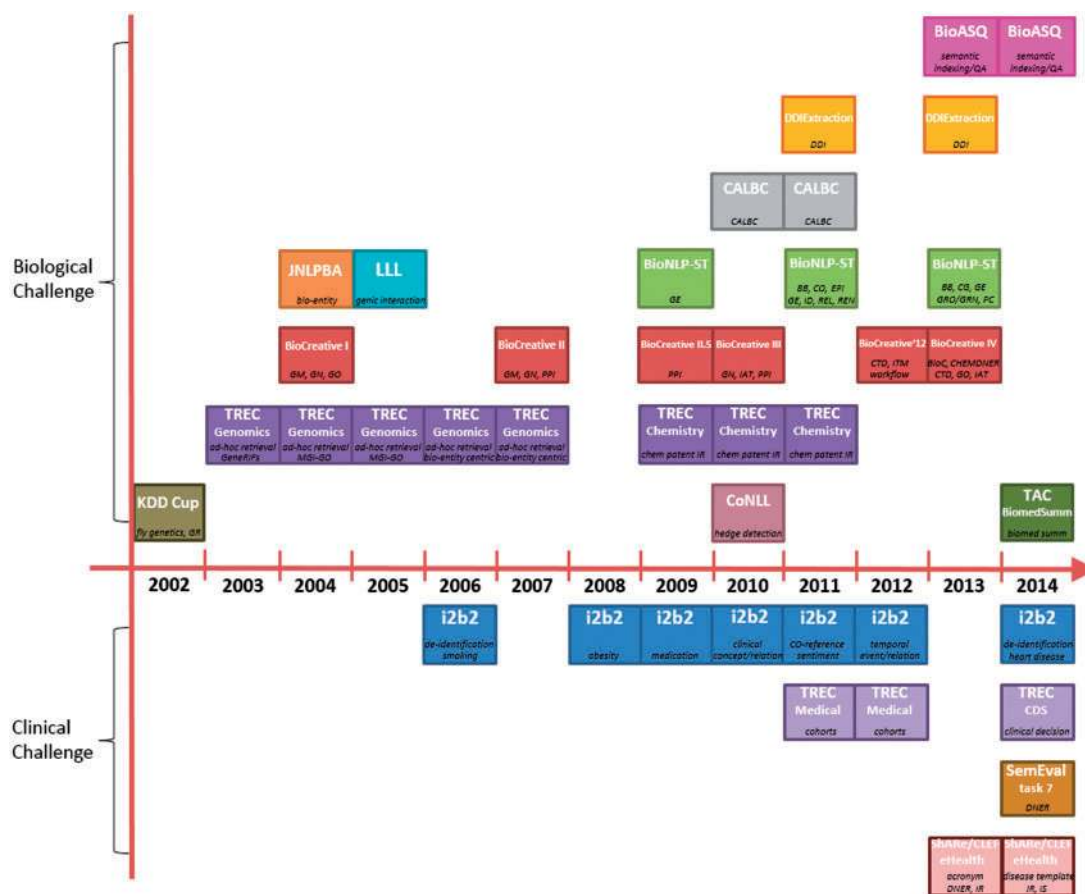 BioASQ
semantic
indexing/QA
BioASQ
semantic
indexing/QA
DDIExtraction
DDI
DDIExtraction
DDI
CALBC
CALBC
CALBC
CALBC
Biological
Challenge
JNLPBA
bio-entity
LLL
genic interaction
BioNLP-ST
GE
BioNLP-ST
BB, CO, EPI
GE, ID, REL, REN
BioNLP-ST
BB, CG, GE
GRO/GRN, PC
BioCreative I
GM, GN, GO
BioCreative II
GM, GN, PPI
BioCreative II.5
PPI
BioCreative III
GN, IAT, PPI
BioCreative'12
CTD, ITM
workflow
BioCreative IV
BioC, CHEMDNER
CTD, GO, IAT
TREC
Genomics
ad-hoc retrieval
GeneRIFs
TREC
Genomics
ad-hoc retrieval
MGI-GO
TREC
Genomics
ad-hoc retrieval
MGI-GO
TREC
Genomics
ad-hoc retrieval
bio-entity centric
TREC
Genomics
ad-hoc retrieval
bio-entity centric
TREC
Chemistry
chem patent IR
TREC
Chemistry
chem patent IR
TREC
Chemistry
chem patent IR
KDD Cup
fly genetics, GR
CoNLL
hedge detection
TAC
BiomedSumm
biomed summ
2002 2003 2004 2005 2006 2007 2008 2009 2010 2011 2012 2013 2014
i2b2
de-identification
smoking
i2b2
obesity
i2b2
medication
i2b2
clinical
concept/relation
i2b2
CO-reference
sentiment
i2b2
temporal
event/relation
i2b2
de-identification
heart disease
Clinical
Challenge
TREC
Medical
cohorts
TREC
Medical
cohorts
TREC
CDS
clinical decision
SemEval
task 7
DNER
ShARe/CLEF
eHealth
acronym
DNER, IR
ShARe/CLEF
eHealth
disease template
IR, IS